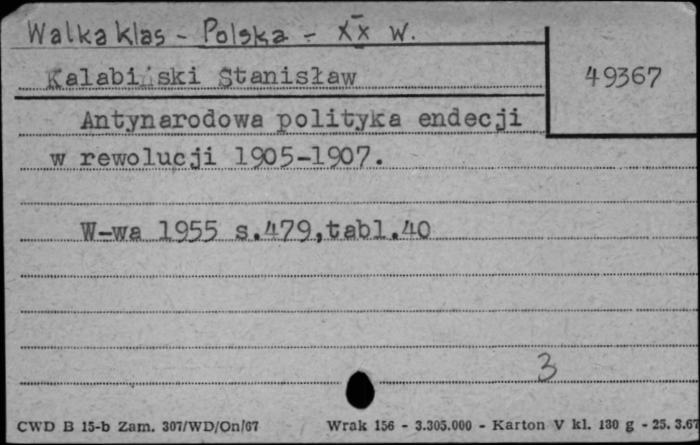 Walka klas - Polska - XX w.
49367
Kalabiński Stanisław
Antynarodowa polityka endecji
w rewolucji 1905-1907.
W-wa 1955 s.479,tabl.40
3
CWD B 15-b Zam. 307/WD/On/67 Wrak 156 - 3.305.000 - Karton V kl. 180 g - 25.3.67